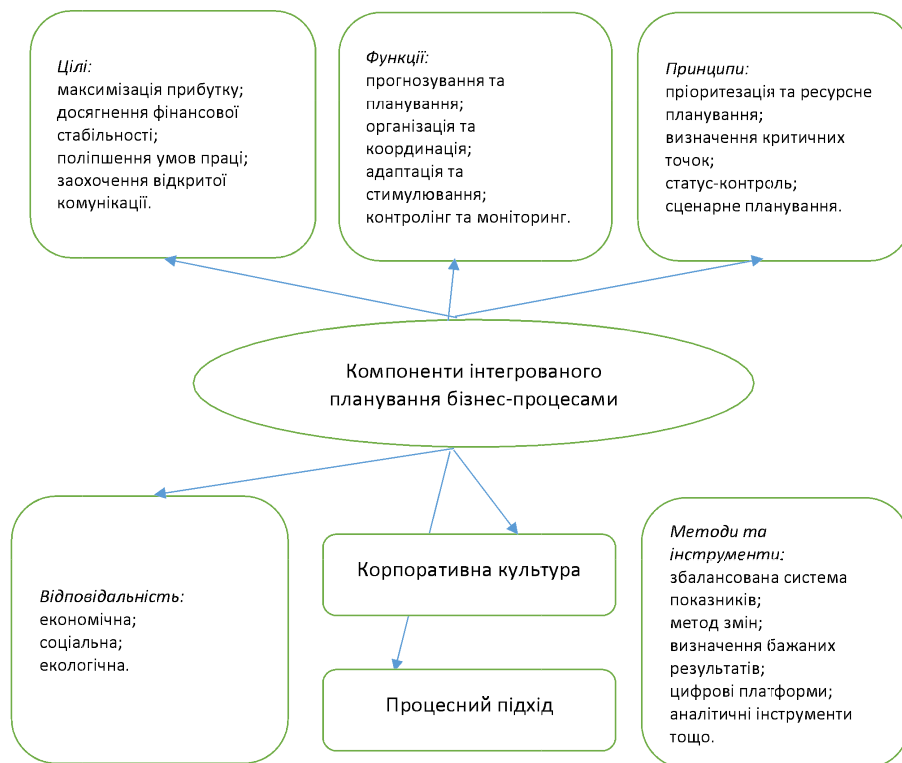 Цілі:
максимізація прибутку;
досягнення фінансової
стабільності;
поліпшення умов праці;
заохочення відкритої
комунікації.
Функції:
прогнозування та
планування;
організація та
координація;
адаптація та
стимулювання;
контролінг та моніторинг.
Принципи:
пріоритезація та ресурсне
планування;
визначення критичних
точок;
статус-контроль;
сценарне планування.
Компоненти інтегрованого
планування бізнес-процесами
Відповідальність:
економічна;
соціальна;
екологічна.
Корпоративна культура
Процесний підхід
Методи та
інструменти:
збалансована система
показників;
метод змін;
визначення бажаних
результатів;
цифрові платформи;
аналітичні інструменти
тощо.